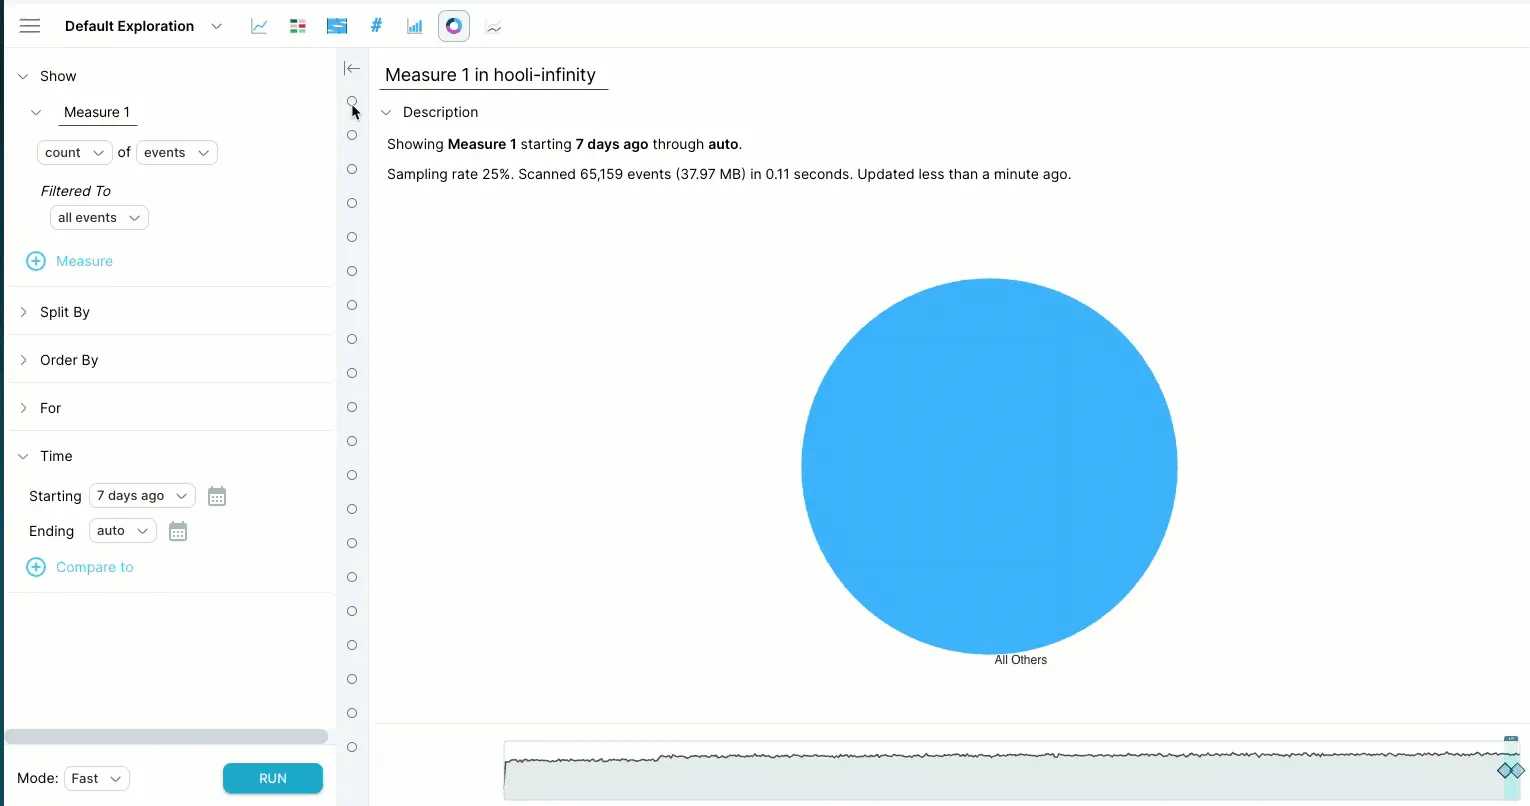 Default Exploration
#
Show
Measure 1
count of events
Filtered To
all events
Measure
Split By
Order By
For
Time
Starting 7 days ago
Ending auto
Compare to
Mode: Fast
RUN
Measure 1 in hooli-infinity
Description
Showing Measure 1 starting 7 days ago through auto.
Sampling rate 25%. Scanned 65,159 events (37.97 MB) in 0.11 seconds. Updated less than a minute ago.
All Others